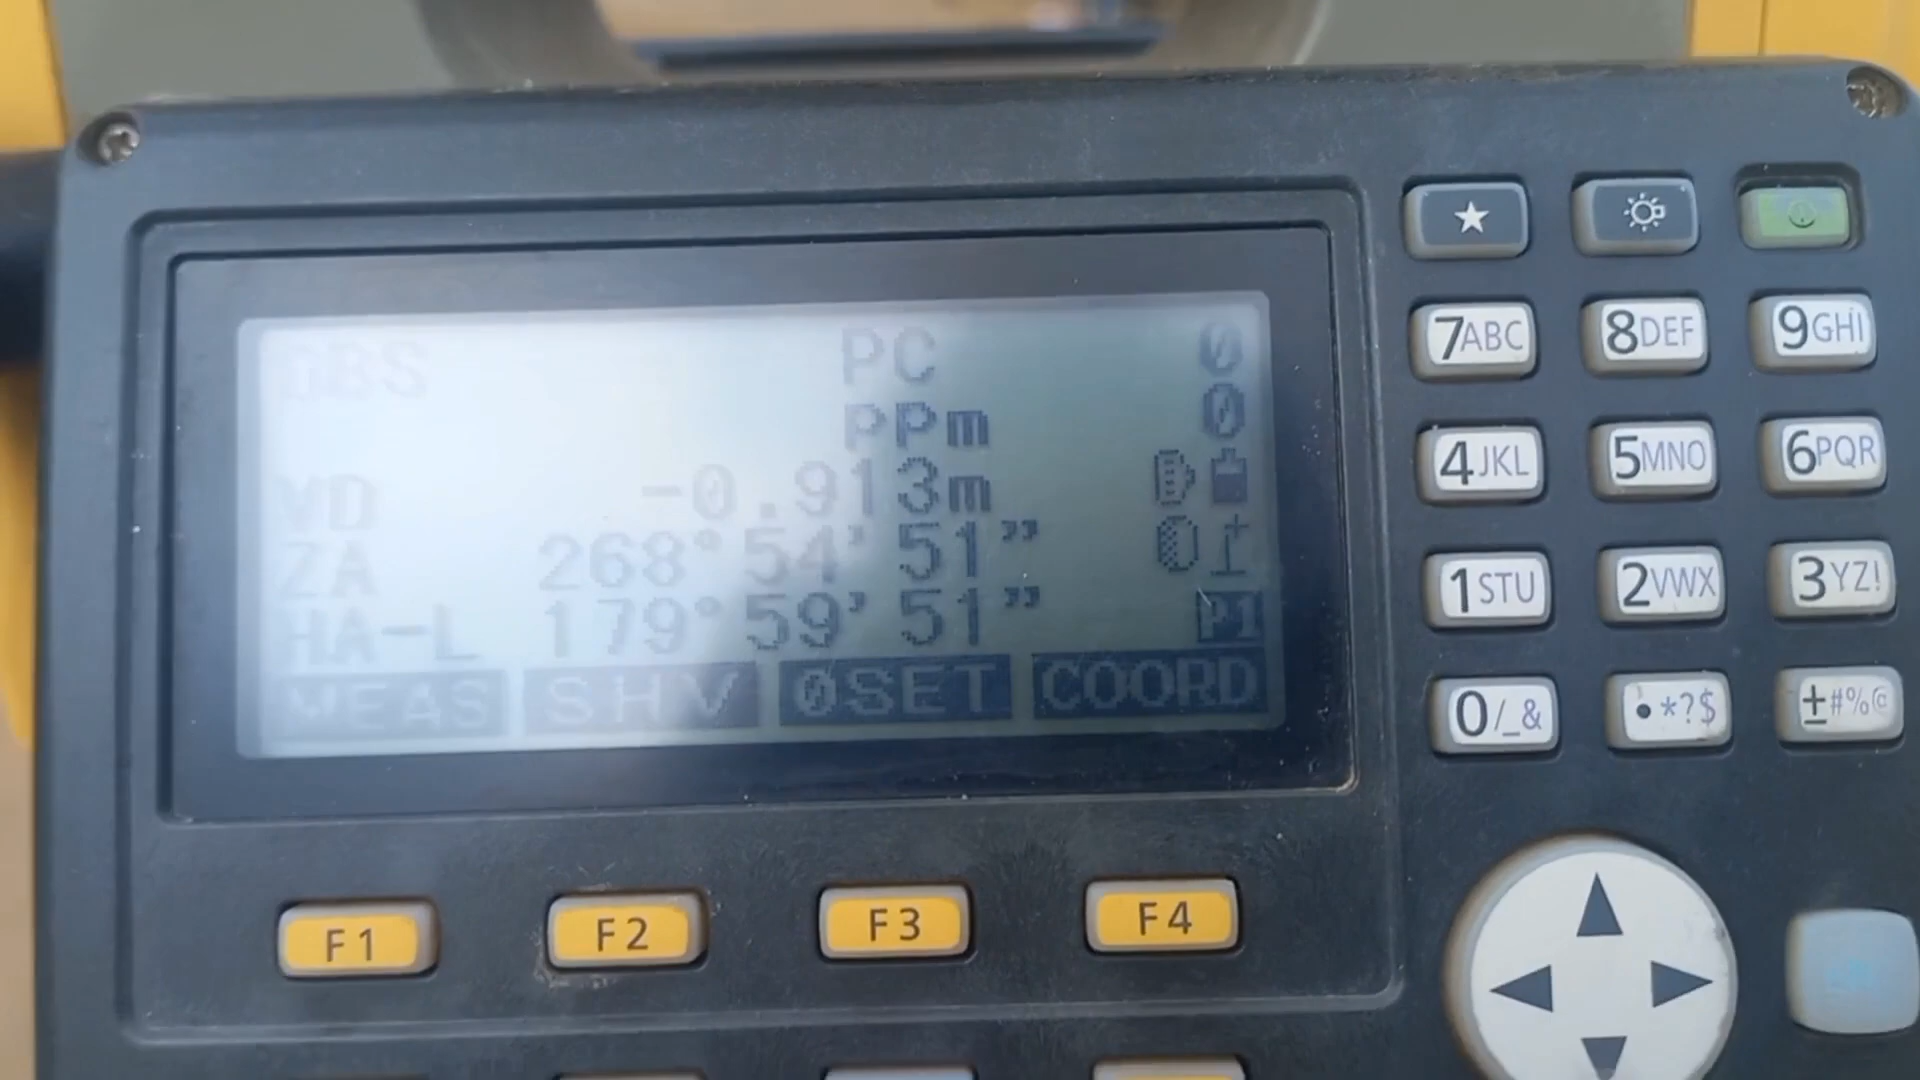 OBS PC 0
PPm 0
VD -0.913m
ZA 268°54'51"
HA-L 179°59'51" P1
MEAS SHV 0SET COORD
F1 F2 F3 F4
★
7ABC 8DEF 9GHI
4JKL 5MNO 6PQR
1STU 2VWX 3YZ!
0/_& •*?$ ±#%@